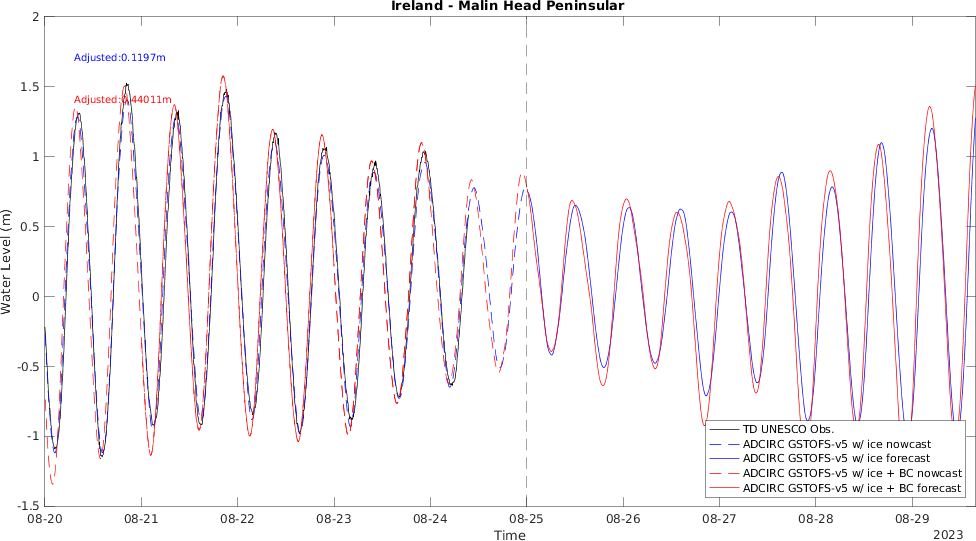 Ireland - Malin Head Peninsular
2
Adjusted:0.1197m
1.5
Adjusted:0.44011m
1
0.5
Water Level (m)
0
-0.5
-1
-1.5
TD UNESCO Obs.
ADCIRC GSTOFS-v5 w/ ice nowcast
ADCIRC GSTOFS-v5 w/ ice forecast
ADCIRC GSTOFS-v5 w/ ice + BC nowcast
ADCIRC GSTOFS-v5 w/ ice + BC forecast
08-20 08-21 08-22 08-23 08-24 08-25 08-26 08-27 08-28 08-29
Time
2023